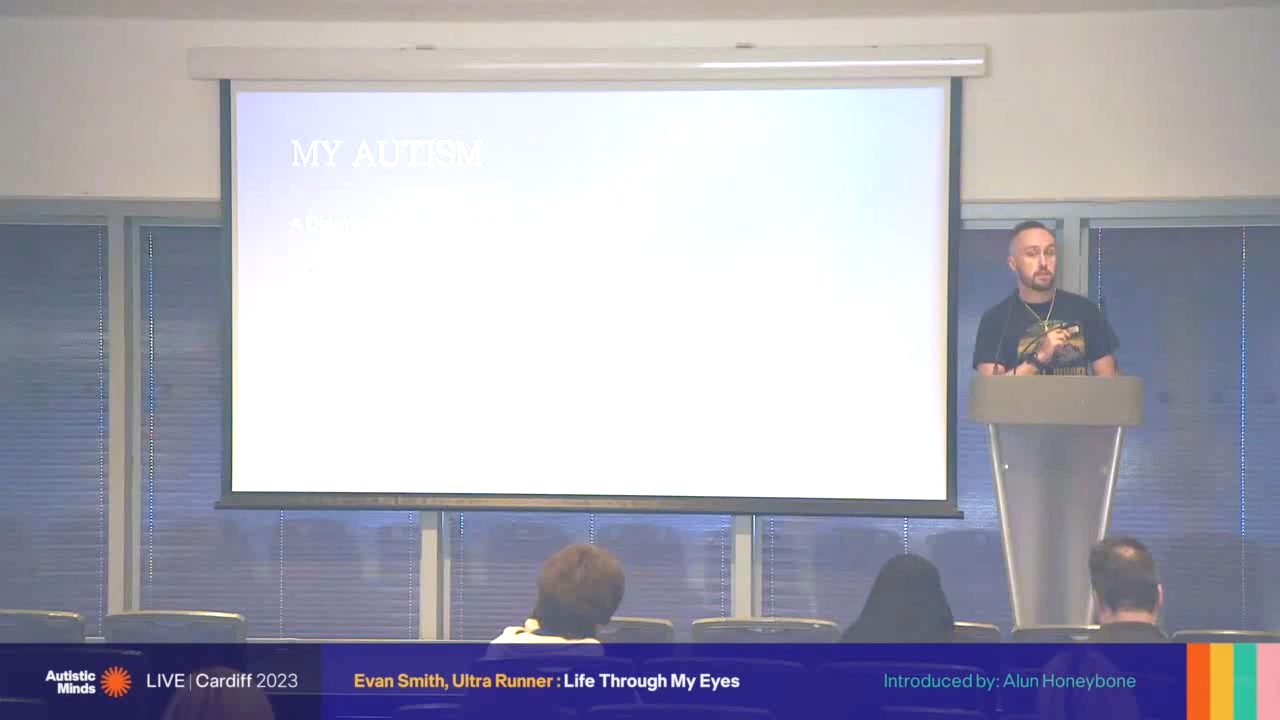 MY AUTISM
Autistic
Minds
LIVE | Cardiff 2023
Evan Smith, Ultra Runner : Life Through My Eyes
Introduced by: Alun Honeybone